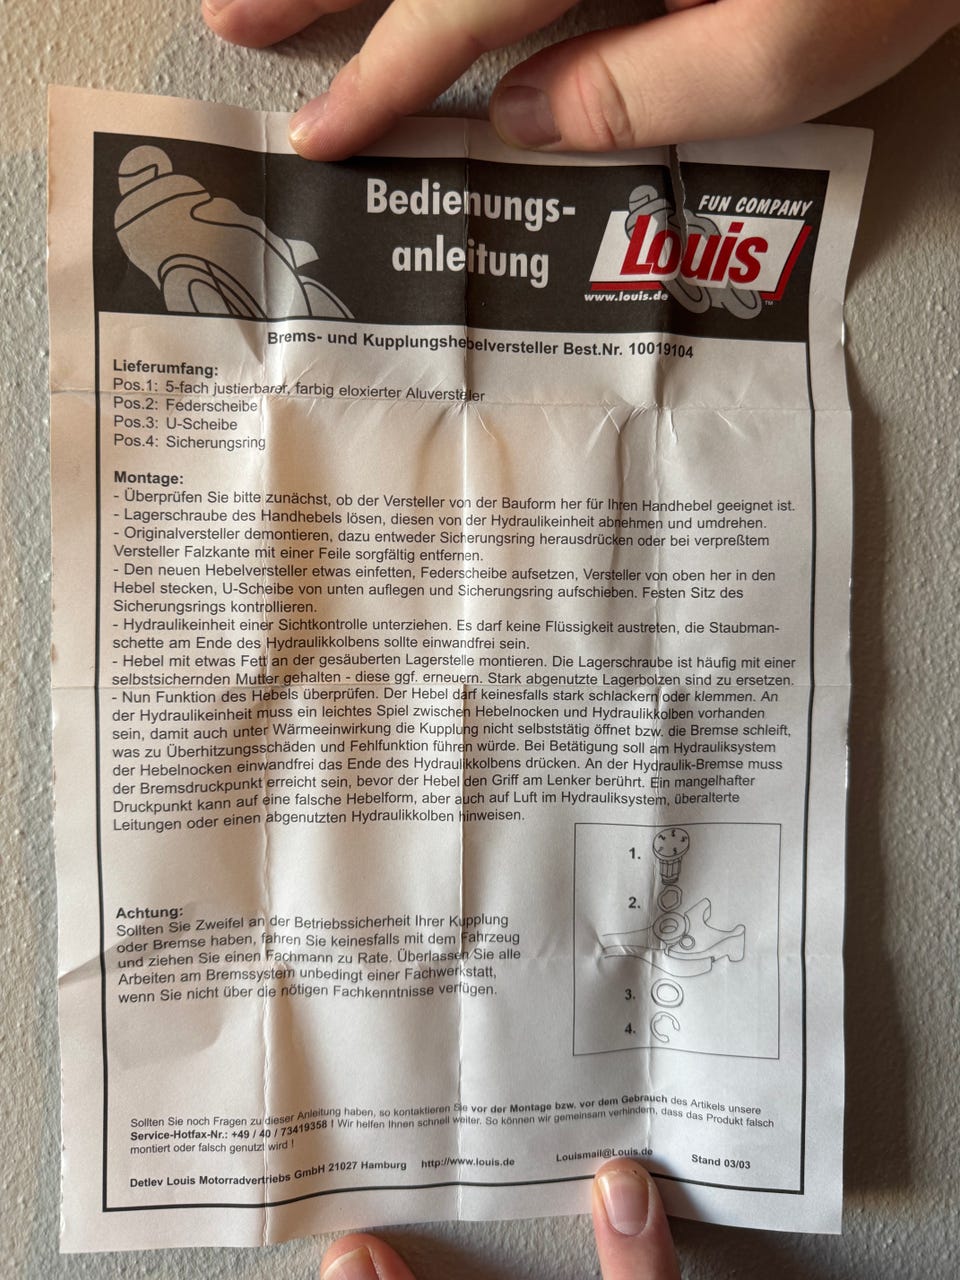 Bedienungs-
anleitung
FUN COMPANY
Louis
www.louis.de
TM
Brems- und Kupplungshebelversteller Best.Nr. 10019104
Lieferumfang:
Pos.1: 5-fach justierbarer, farbig eloxierter Aluversteller
Pos.2: Federscheibe
Pos.3: U-Scheibe
Pos.4: Sicherungsring
Montage:
- Überprüfen Sie bitte zunächst, ob der Versteller von der Bauform her für Ihren Handhebel geeignet ist.
- Lagerschraube des Handhebels lösen, diesen von der Hydraulikeinheit abnehmen und umdrehen.
- Originalversteller demontieren, dazu entweder Sicherungsring herausdrücken oder bei verpreßtem
Versteller Falzkante mit einer Feile sorgfältig entfernen.
- Den neuen Hebelversteller etwas einfetten, Federscheibe aufsetzen, Versteller von oben her in den
Hebel stecken, U-Scheibe von unten auflegen und Sicherungsring aufschieben. Festen Sitz des
Sicherungsrings kontrollieren.
- Hydraulikeinheit einer Sichtkontrolle unterziehen. Es darf keine Flüssigkeit austreten, die Staubman-
schette am Ende des Hydraulikkolbens sollte einwandfrei sein.
- Hebel mit etwas Fett an der gesäuberten Lagerstelle montieren. Die Lagerschraube ist häufig mit einer
selbstsichernden Mutter gehalten - diese ggf. erneuern. Stark abgenutzte Lagerbolzen sind zu ersetzen.
- Nun Funktion des Hebels überprüfen. Der Hebel darf keinesfalls stark schlackern oder klemmen. An
der Hydraulikeinheit muss ein leichtes Spiel zwischen Hebelnocken und Hydraulikkolben vorhanden
sein, damit auch unter Wärmeeinwirkung die Kupplung nicht selbstständig öffnet bzw. die Bremse schleift,
was zu Überhitzungsschäden und Fehlfunktion führen würde. Bei Betätigung soll am Hydrauliksystem
der Hebelnocken einwandfrei das Ende des Hydraulikkolbens drücken. An der Hydraulik-Bremse muss
der Bremsdruckpunkt erreicht sein, bevor der Hebel den Griff am Lenker berührt. Ein mangelhafter
Druckpunkt kann auf eine falsche Hebelform, aber auch auf Luft im Hydrauliksystem, überalterte
Leitungen oder einen abgenutzten Hydraulikkolben hinweisen.
1.
2.
3.
4.
Achtung:
Sollten Sie Zweifel an der Betriebssicherheit Ihrer Kupplung
oder Bremse haben, fahren Sie keinesfalls mit dem Fahrzeug
und ziehen Sie einen Fachmann zu Rate. Überlassen Sie alle
Arbeiten am Bremssystem unbedingt einer Fachwerkstatt,
wenn Sie nicht über die nötigen Fachkenntnisse verfügen.
Sollten Sie noch Fragen zu dieser Anleitung haben, so kontaktieren Sie vor der Montage bzw. vor dem Gebrauch des Artikels unsere
Service-Hotfax-Nr.: +49 / 40 / 73419358 ! Wir helfen Ihnen schnell weiter. So können wir gemeinsam verhindern, dass das Produkt falsch
montiert oder falsch genutzt wird !
Detlev Louis Motorradvertriebs GmbH 21027 Hamburg http://www.louis.de Louismail@Louis.de Stand 03/03